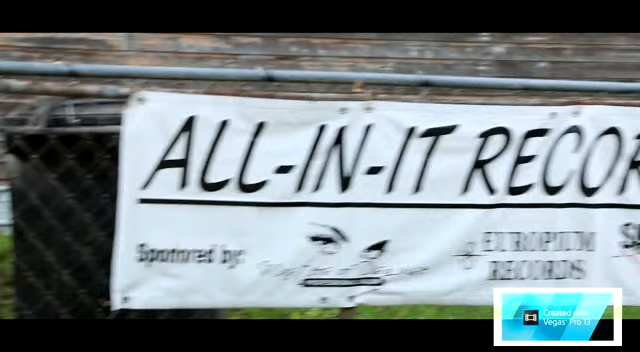 ALL-IN-IT RECOR
Sponsored by:
EUROPIUM
RECORDS
Created with
Vegas Pro 13